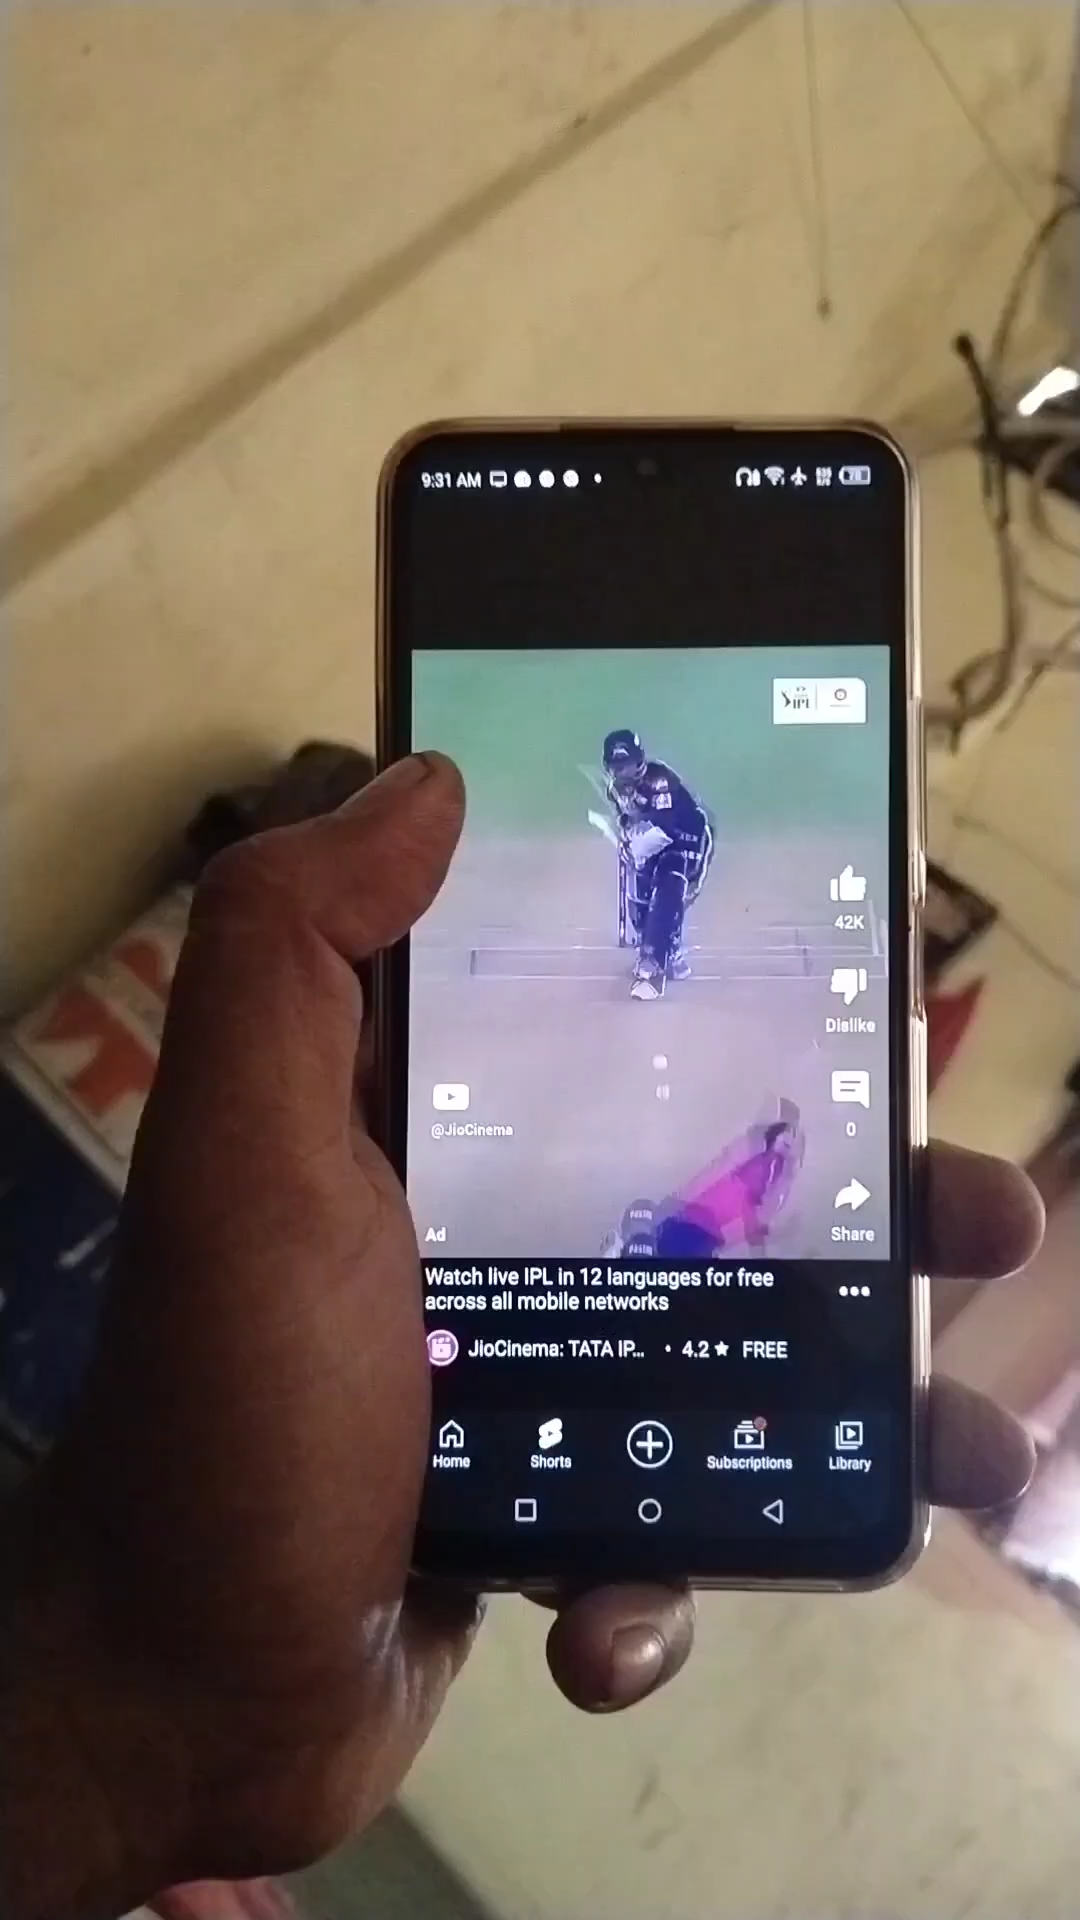 9:31 AM
IPL
42K
Dislike
@JioCinema
0
Ad
Share
Watch live IPL in 12 languages for free
across all mobile networks
JioCinema: TATA IP... • 4.2 ★ FREE
Home
Shorts
Subscriptions
Library